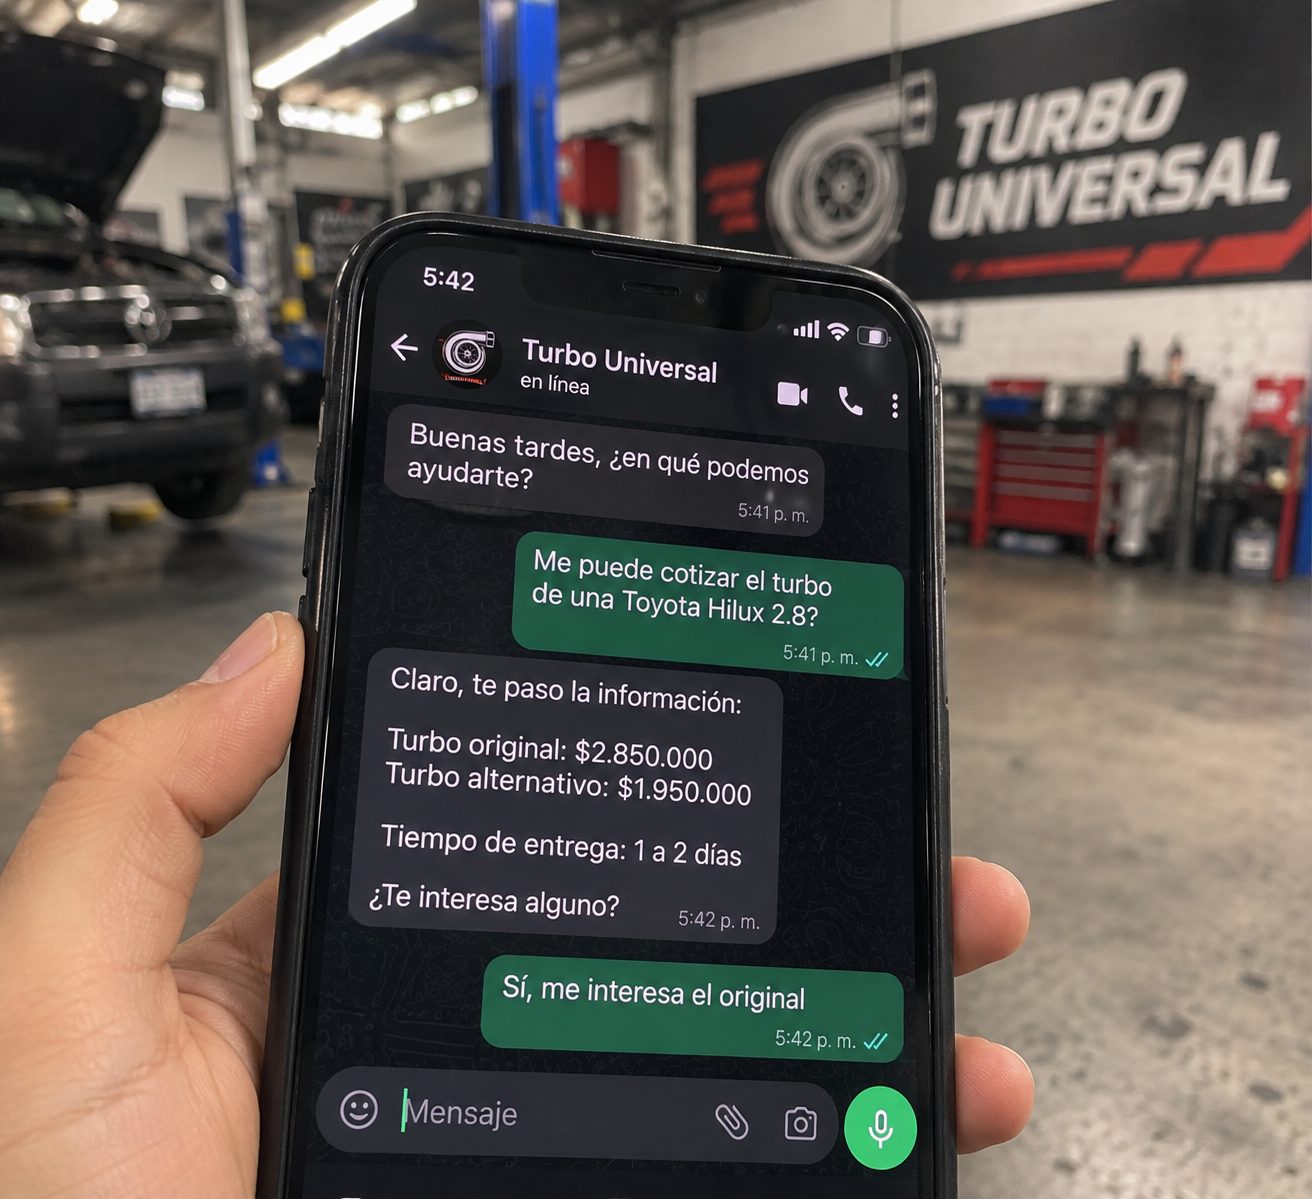 TURBO
UNIVERSAL
5:42
Turbo Universal
en línea
Buenas tardes, ¿en qué podemos
ayudarte?
5:41 p. m.
Me puede cotizar el turbo
de una Toyota Hilux 2.8?
5:41 p. m.
Claro, te paso la información:
Turbo original: $2.850.000
Turbo alternativo: $1.950.000
Tiempo de entrega: 1 a 2 días
¿Te interesa alguno?
5:42 p. m.
Sí, me interesa el original
5:42 p. m.
Mensaje